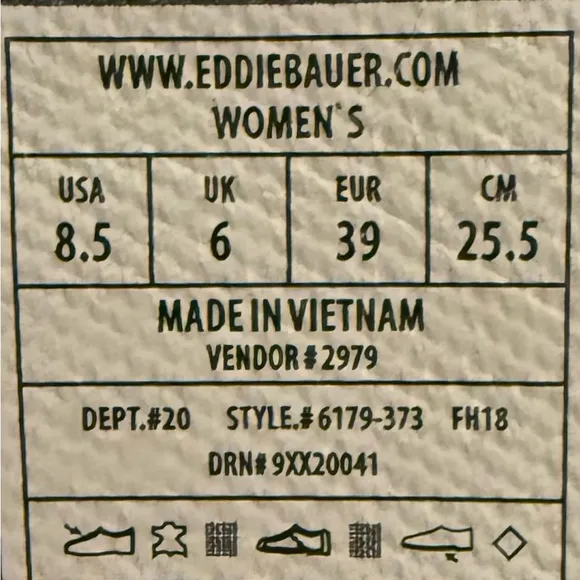 WWW.EDDIEBAUER.COM
WOMEN`S
USA UK EUR CM
8.5 6 39 25.5
MADE IN VIETNAM
VENDOR#2979
DEPT.#20 STYLE.#6179-373 FH18
DRN#9XX20041